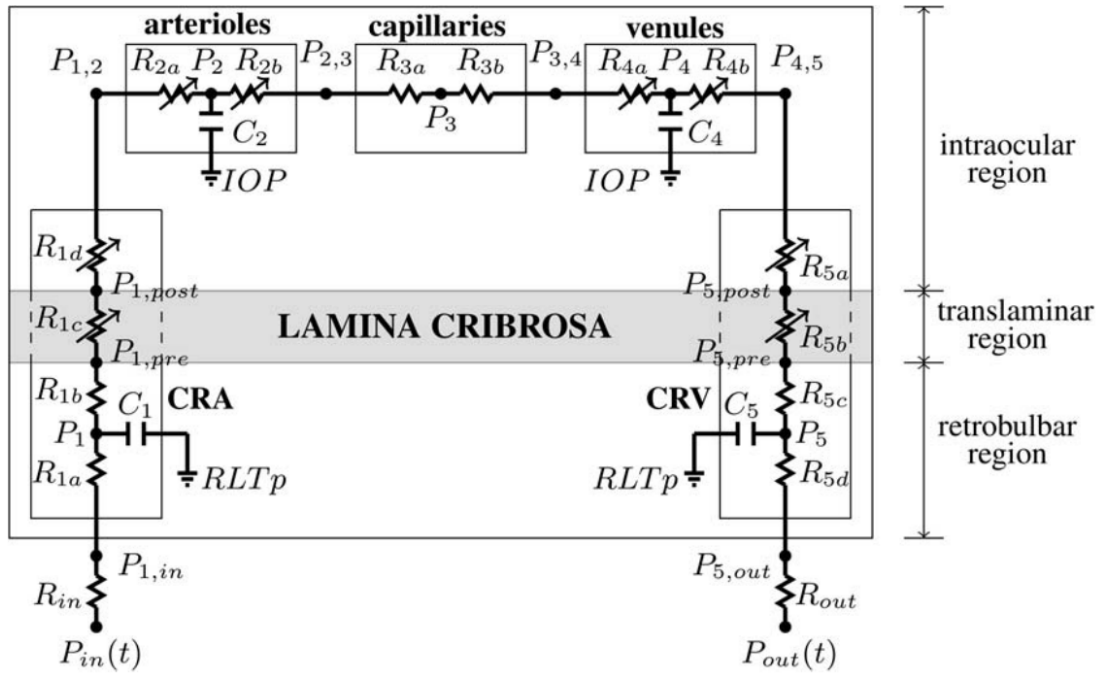 arterioles capillaries venules
P1,2 R2a P2 R2b P2,3 R3a R3b P3,4 R4a P4 R4b P4,5
C2 P3 C4
IOP IOP
intraocular
region
R1d R5a
P1,post P5,post
R1c LAMINA CRIBROSA R5b
translaminar
region
P1,pre P5,pre
R1b C1 CRA CRV C5 R5c
P1 P5
retrobulbar
region
R1a RLTp RLTp R5d
P1,in P5,out
Rin Rout
Pin(t) Pout(t)